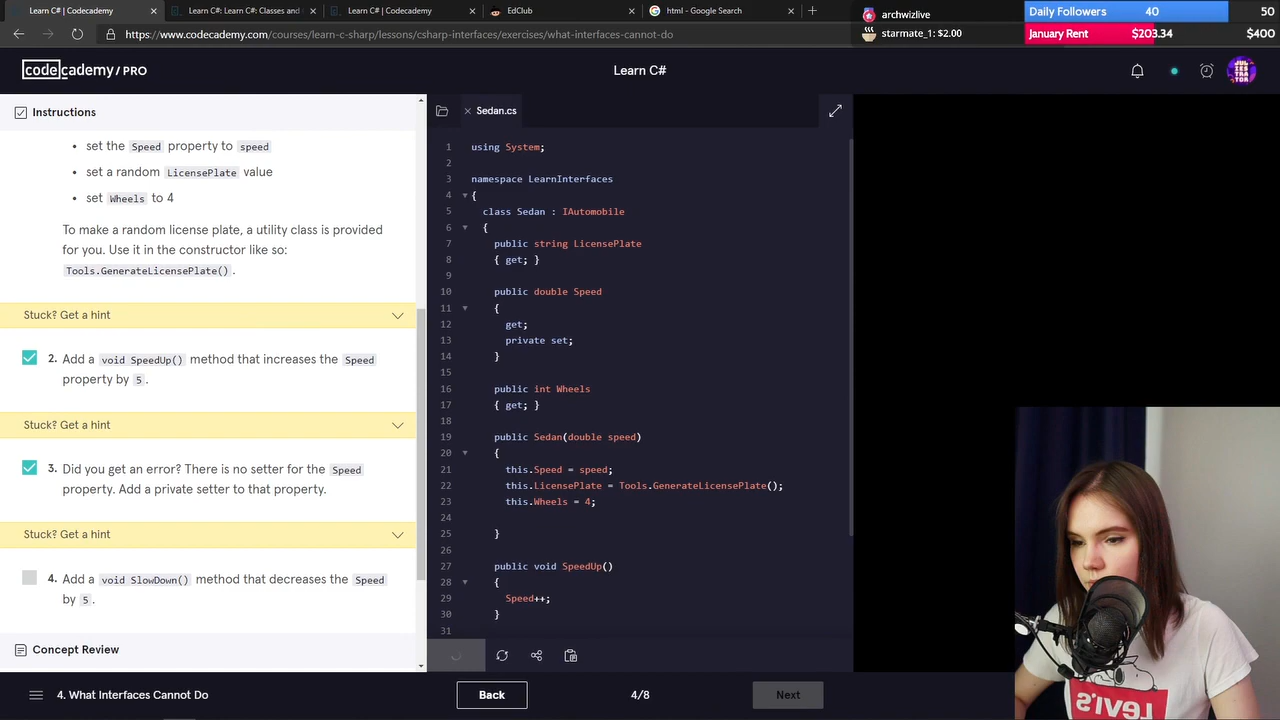 Learn C# | Codecademy
Learn C#: Learn C#: Classes and
Learn C# | Codecademy
EdClub
html - Google Search
https://www.codecademy.com/courses/learn-c-sharp/lessons/csharp-interfaces/exercises/what-interfaces-cannot-do
archwizlive
starmate_1: $2.00
Daily Followers 40 50
January Rent $203.34 $400
codecademy/PRO
Learn C#
Instructions
set the Speed property to speed
set a random LicensePlate value
set Wheels to 4
To make a random license plate, a utility class is provided
for you. Use it in the constructor like so:
Tools.GenerateLicensePlate().
Stuck? Get a hint
2. Add a void SpeedUp() method that increases the Speed
property by 5.
Stuck? Get a hint
3. Did you get an error? There is no setter for the Speed
property. Add a private setter to that property.
Stuck? Get a hint
4. Add a void SlowDown() method that decreases the Speed
by 5.
Concept Review
Sedan.cs
1 using System;
2
3 namespace LearnInterfaces
4 {
5 class Sedan : IAutomobile
6 {
7 public string LicensePlate
8 { get; }
9
10 public double Speed
11 {
12 get;
13 private set;
14 }
15
16 public int Wheels
17 { get; }
18
19 public Sedan(double speed)
20 {
21 this.Speed = speed;
22 this.LicensePlate = Tools.GenerateLicensePlate();
23 this.Wheels = 4;
24
25 }
26
27 public void SpeedUp()
28 {
29 Speed++;
30 }
31
4. What Interfaces Cannot Do
Back
4/8
Next
LEVI'S